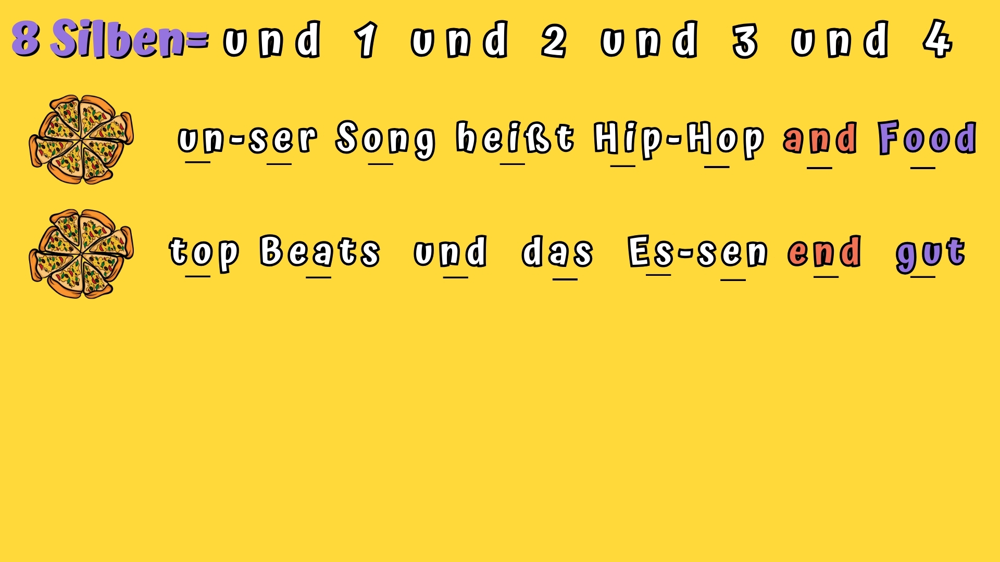 8 Silben= und 1 und 2 und 3 und 4
un-ser Song heißt Hip-Hop and Food
top Beats und das Es-sen end gut